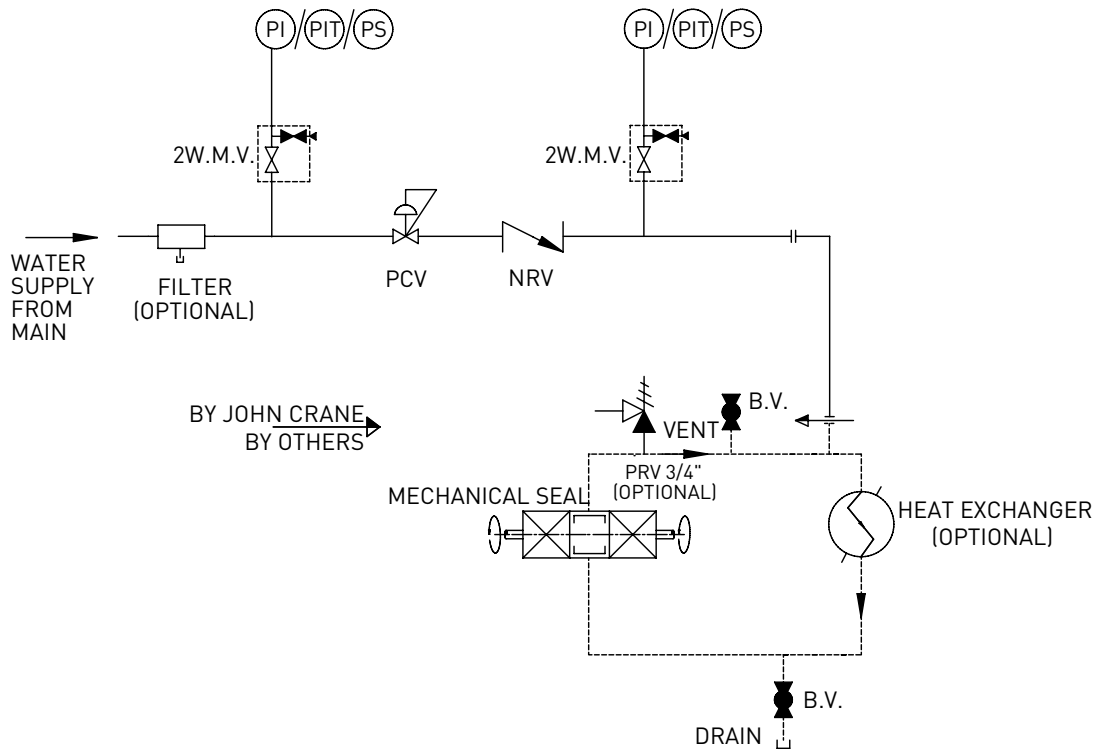 PI/PIT/PS
PI/PIT/PS
2W.M.V.
2W.M.V.
WATER
SUPPLY
FROM
MAIN
FILTER
(OPTIONAL)
PCV
NRV
BY JOHN CRANE
BY OTHERS
VENT
B.V.
PRV 3/4"
(OPTIONAL)
MECHANICAL SEAL
HEAT EXCHANGER
(OPTIONAL)
B.V.
DRAIN